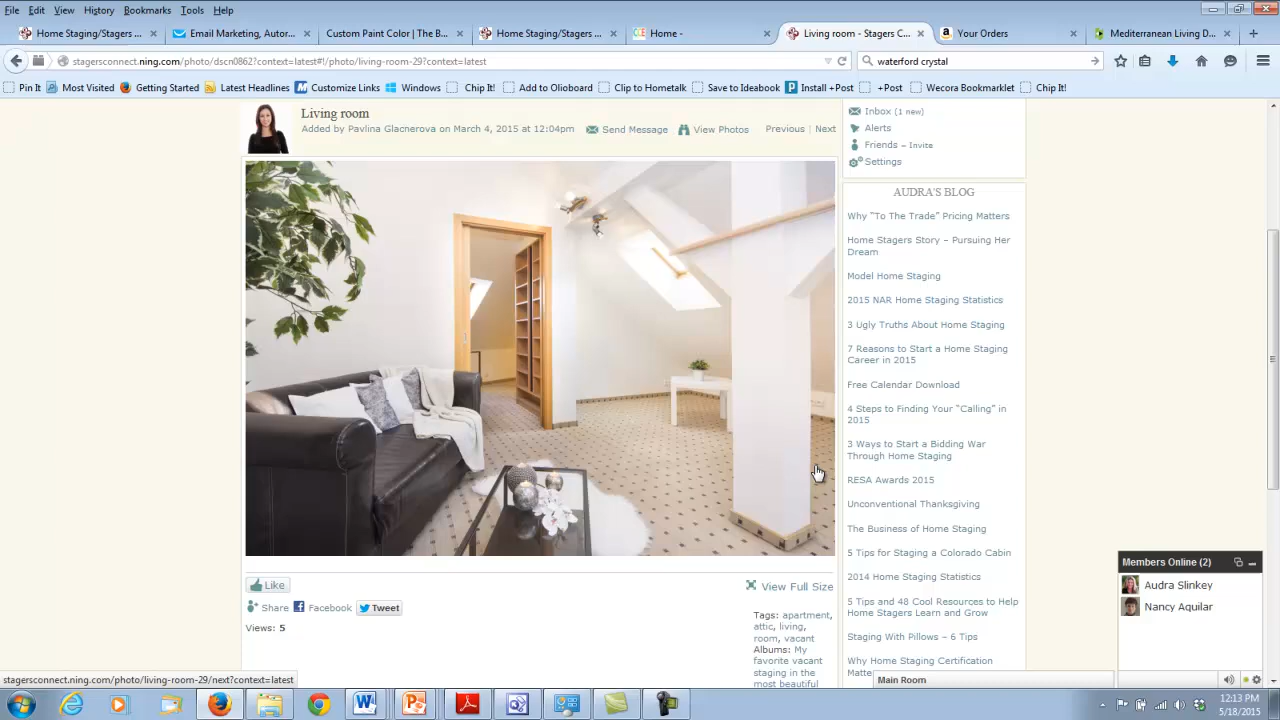 File Edit View History Bookmarks Tools Help
Home Staging/Stagers ... Email Marketing, Autor... Custom Paint Color | The B... Home Staging/Stagers ... Home - Living room - Stagers C... Your Orders Mediterranean Living D...
stagersconnect.ning.com/photo/dscn0862?context=latest#!/photo/living-room-29?context=latest waterford crystal
Pin It Most Visited Getting Started Latest Headlines Customize Links Windows Chip It! Add to Olioboard Clip to Hometalk Save to Ideabook Install +Post +Post Wecora Bookmarklet Chip It!
Living room
Added by Pavlina Glacnerova on March 4, 2015 at 12:04pm Send Message View Photos Previous | Next
Inbox (1 new)
Alerts
Friends – Invite
Settings
AUDRA'S BLOG
Why “To The Trade” Pricing Matters
Home Stagers Story – Pursuing Her
Dream
Model Home Staging
2015 NAR Home Staging Statistics
3 Ugly Truths About Home Staging
7 Reasons to Start a Home Staging
Career in 2015
Free Calendar Download
4 Steps to Finding Your “Calling” in
2015
3 Ways to Start a Bidding War
Through Home Staging
RESA Awards 2015
Unconventional Thanksgiving
The Business of Home Staging
5 Tips for Staging a Colorado Cabin
2014 Home Staging Statistics
5 Tips and 48 Cool Resources to Help
Home Stagers Learn and Grow
Staging With Pillows – 6 Tips
Why Home Staging Certification
Matte
Like
View Full Size
Share Facebook Tweet
Views: 5
Tags: apartment,
attic, living,
room, vacant
Albums: My
favorite vacant
staging in the
most beautiful
Members Online (2)
Audra Slinkey
Nancy Aquilar
Main Room
stagersconnect.ning.com/photo/living-room-29/next?context=latest
12:13 PM
5/18/2015